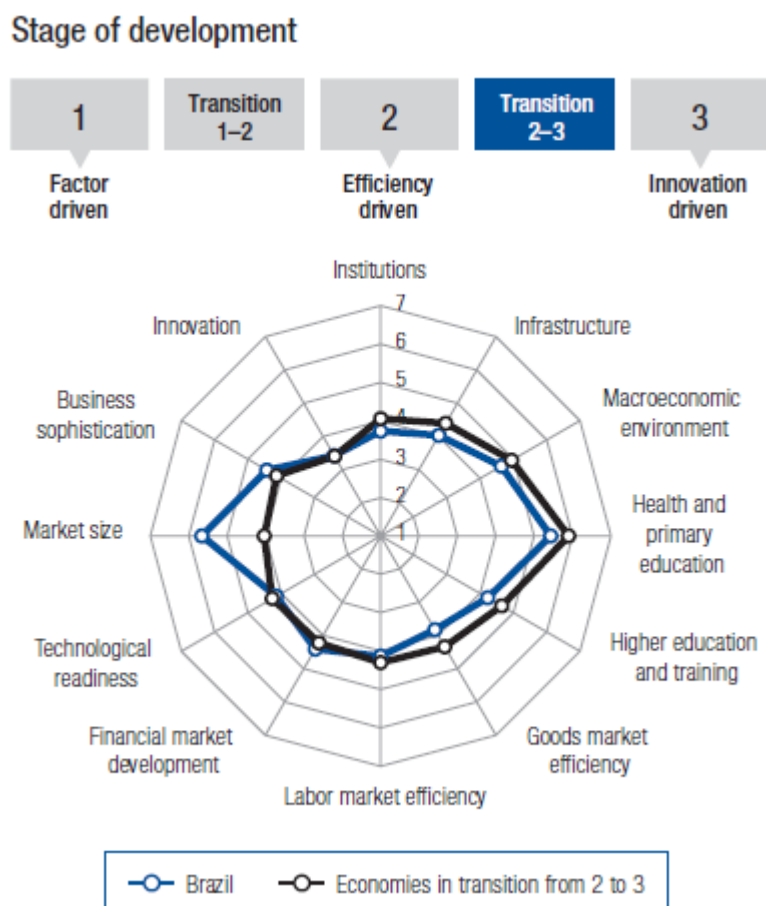 Stage of development
1
Transition
1–2
2
Transition
2–3
3
Factor
driven
Efficiency
driven
Innovation
driven
Institutions
7
Innovation
Infrastructure
6
5
Business
sophistication
Macroeconomic
environment
4
3
2
Market size
1
Health and
primary
education
Technological
readiness
Higher education
and training
Financial market
development
Goods market
efficiency
Labor market efficiency
Brazil
Economies in transition from 2 to 3